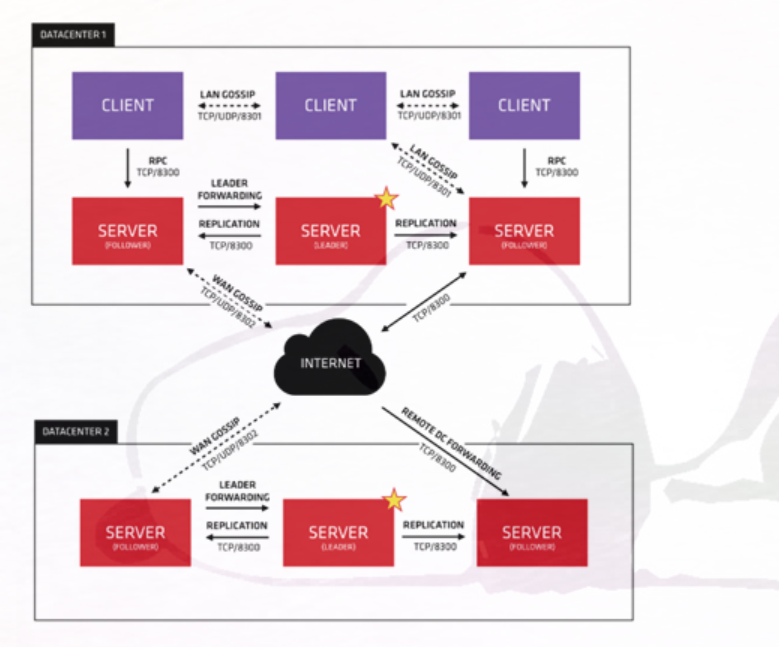 DATACENTER 1
CLIENT
LAN GOSSIP
TCP/UDP/8301
CLIENT
LAN GOSSIP
TCP/UDP/8301
CLIENT
RPC
TCP/8300
LAN GOSSIP
TCP/UDP/8301
RPC
TCP/8300
SERVER
(FOLLOWER)
LEADER
FORWARDING
REPLICATION
TCP/8300
SERVER
(LEADER)
REPLICATION
TCP/8300
SERVER
(FOLLOWER)
WAN GOSSIP
TCP/UDP/8302
TCP/8300
INTERNET
DATACENTER 2
WAN GOSSIP
TCP/UDP/8302
REMOTE DC FORWARDING
TCP/8300
SERVER
(FOLLOWER)
LEADER
FORWARDING
REPLICATION
TCP/8300
SERVER
(LEADER)
REPLICATION
TCP/8300
SERVER
(FOLLOWER)